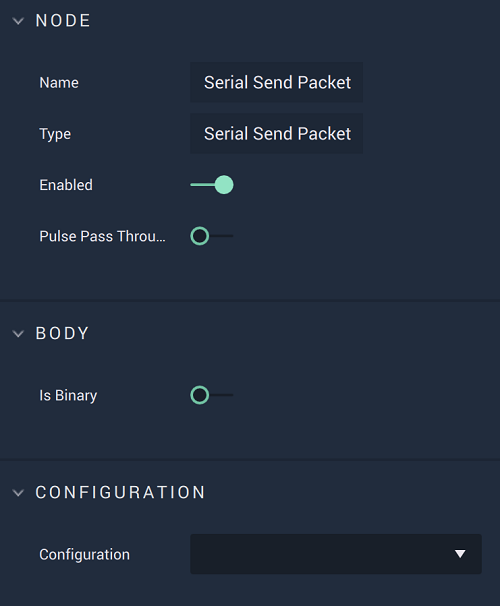 NODE
Name Serial Send Packet
Type Serial Send Packet
Enabled
Pulse Pass Throu...
BODY
Is Binary
CONFIGURATION
Configuration